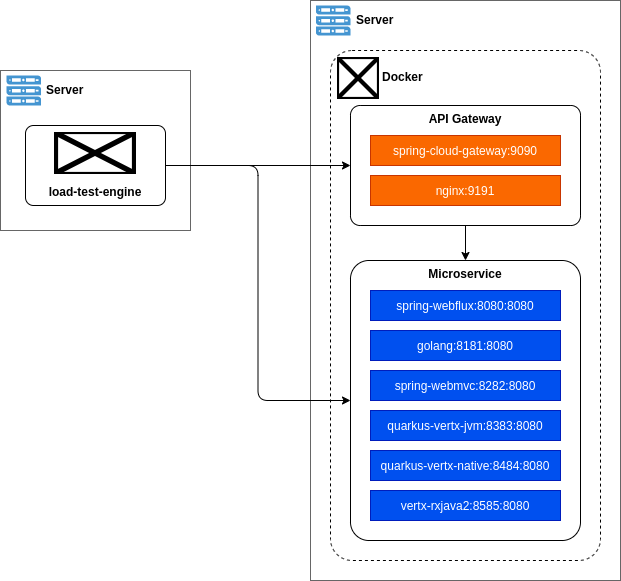 Server
Docker
API Gateway
spring-cloud-gateway:9090
nginx:9191
Server
load-test-engine
Microservice
spring-webflux:8080:8080
golang:8181:8080
spring-webmvc:8282:8080
quarkus-vertx-jvm:8383:8080
quarkus-vertx-native:8484:8080
vertx-rxjava2:8585:8080